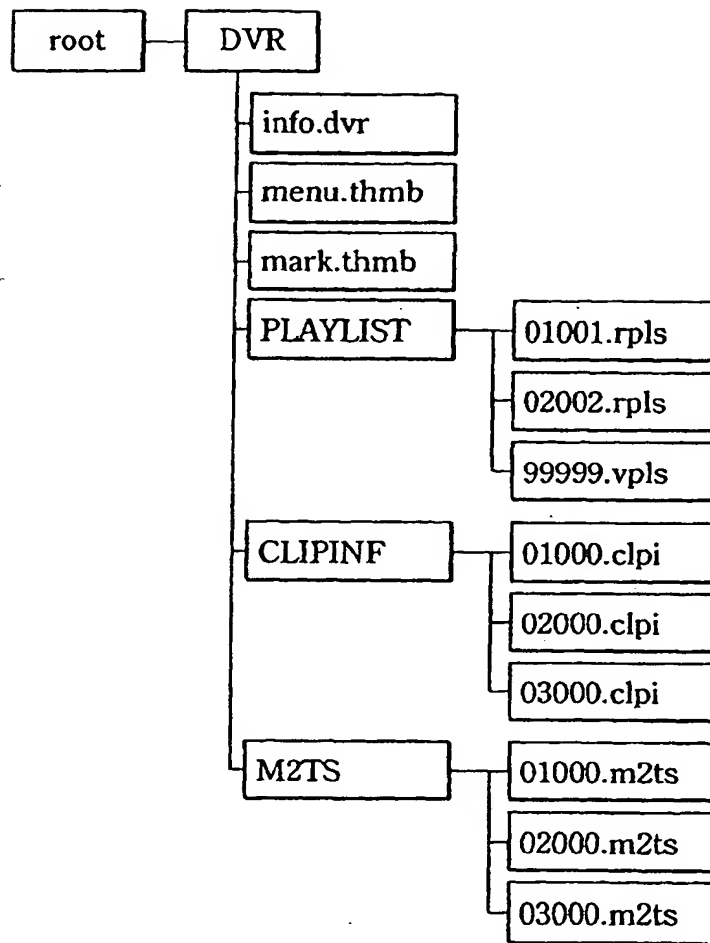 root DVR
info.dvr
menu.thmb
mark.thmb
PLAYLIST 01001.rpls
02002.rpls
99999.vpls
CLIPINF 01000.clpi
02000.clpi
03000.clpi
M2TS 01000.m2ts
02000.m2ts
03000.m2ts